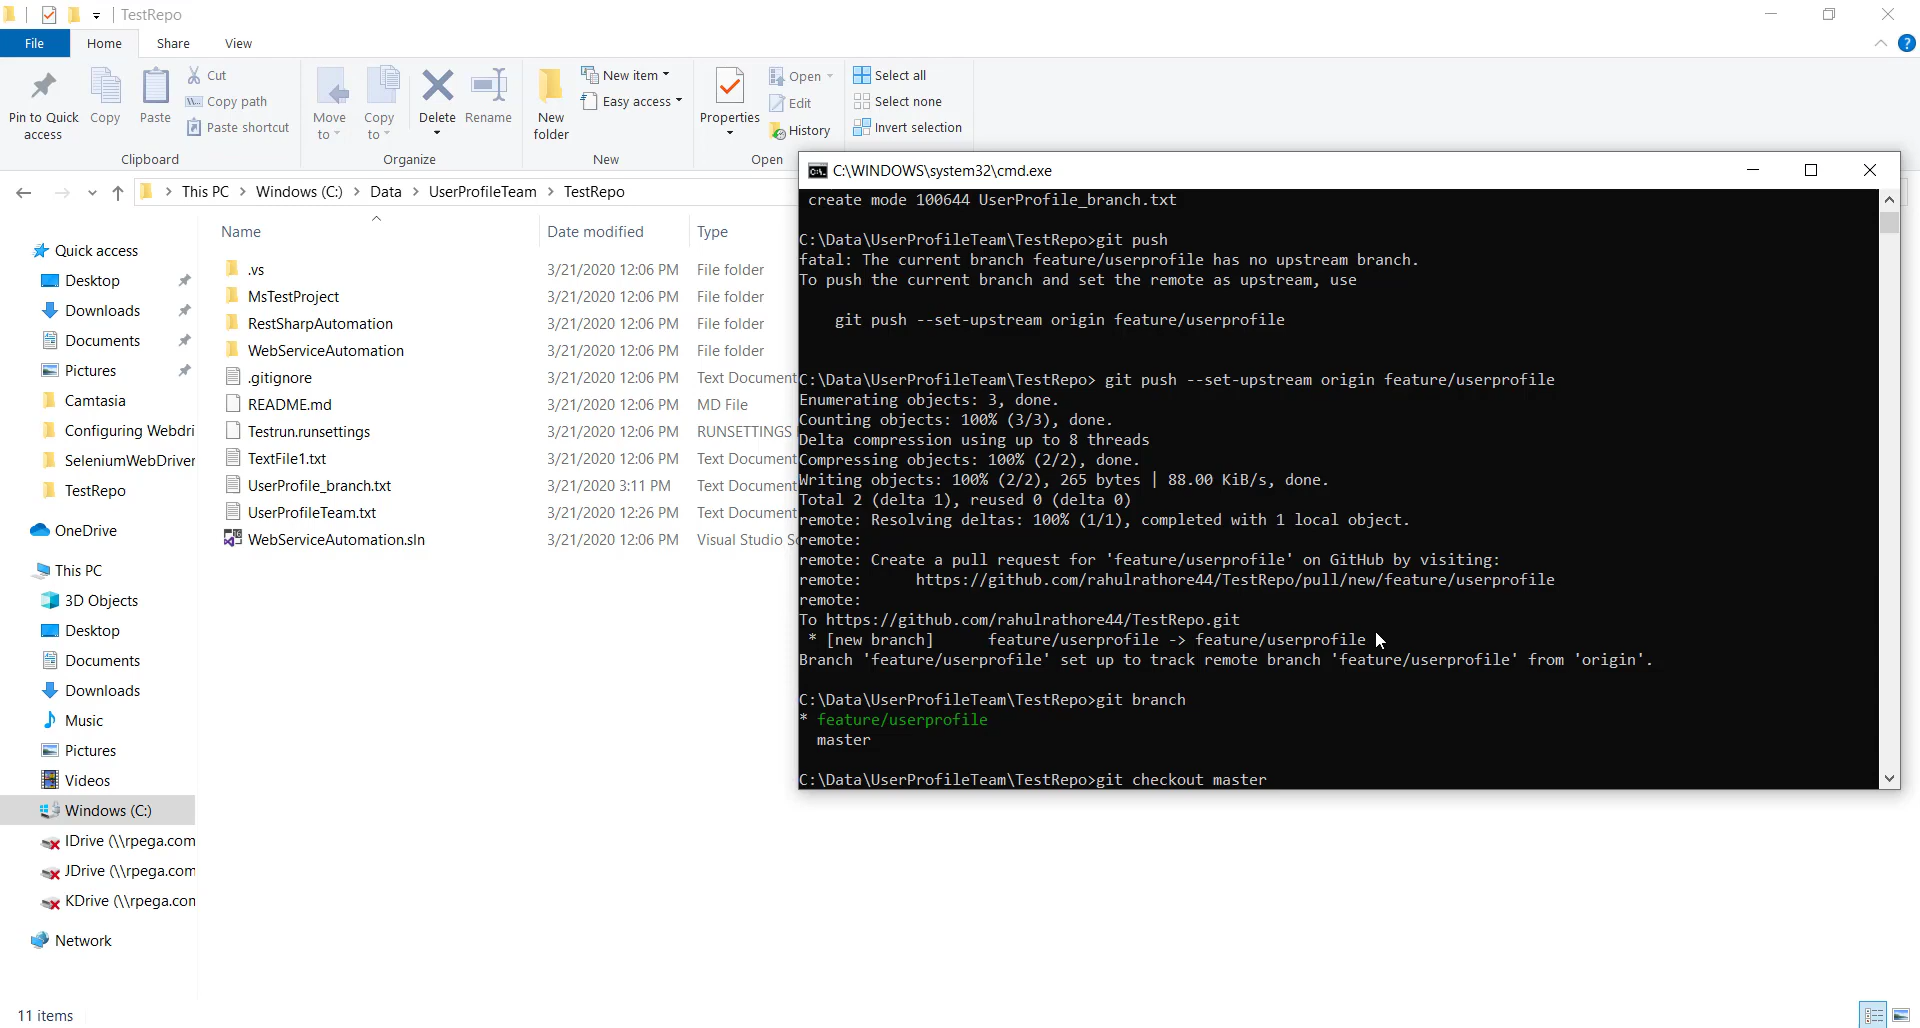 TestRepo
File Home Share View
Pin to Quick access
Copy
Paste
Cut
Copy path
Paste shortcut
Clipboard
Move to
Copy to
Delete
Rename
Organize
New folder
New item
Easy access
New
Properties
Open
Edit
History
Open
Select all
Select none
Invert selection
This PC > Windows (C:) > Data > UserProfileTeam > TestRepo
Quick access
Desktop
Downloads
Documents
Pictures
Camtasia
Configuring Webdri
SeleniumWebDriver
TestRepo
OneDrive
This PC
3D Objects
Desktop
Documents
Downloads
Music
Pictures
Videos
Windows (C:)
IDrive (\\rpega.com
JDrive (\\rpega.com
KDrive (\\rpega.con
Network
Name Date modified Type
.vs 3/21/2020 12:06 PM File folder
MsTestProject 3/21/2020 12:06 PM File folder
RestSharpAutomation 3/21/2020 12:06 PM File folder
WebServiceAutomation 3/21/2020 12:06 PM File folder
.gitignore 3/21/2020 12:06 PM Text Document
README.md 3/21/2020 12:06 PM MD File
Testrun.runsettings 3/21/2020 12:06 PM RUNSETTINGS
TextFile1.txt 3/21/2020 12:06 PM Text Document
UserProfile_branch.txt 3/21/2020 3:11 PM Text Document
UserProfileTeam.txt 3/21/2020 12:26 PM Text Document
WebServiceAutomation.sln 3/21/2020 12:06 PM Visual Studio So
C:\WINDOWS\system32\cmd.exe
create mode 100644 UserProfile_branch.txt
C:\Data\UserProfileTeam\TestRepo>git push
fatal: The current branch feature/userprofile has no upstream branch.
To push the current branch and set the remote as upstream, use
git push --set-upstream origin feature/userprofile
C:\Data\UserProfileTeam\TestRepo> git push --set-upstream origin feature/userprofile
Enumerating objects: 3, done.
Counting objects: 100% (3/3), done.
Delta compression using up to 8 threads
Compressing objects: 100% (2/2), done.
Writing objects: 100% (2/2), 265 bytes | 88.00 KiB/s, done.
Total 2 (delta 1), reused 0 (delta 0)
remote: Resolving deltas: 100% (1/1), completed with 1 local object.
remote:
remote: Create a pull request for 'feature/userprofile' on GitHub by visiting:
remote: https://github.com/rahulrathore44/TestRepo/pull/new/feature/userprofile
remote:
To https://github.com/rahulrathore44/TestRepo.git
* [new branch] feature/userprofile -> feature/userprofile
Branch 'feature/userprofile' set up to track remote branch 'feature/userprofile' from 'origin'.
C:\Data\UserProfileTeam\TestRepo>git branch
* feature/userprofile
master
C:\Data\UserProfileTeam\TestRepo>git checkout master
11 items